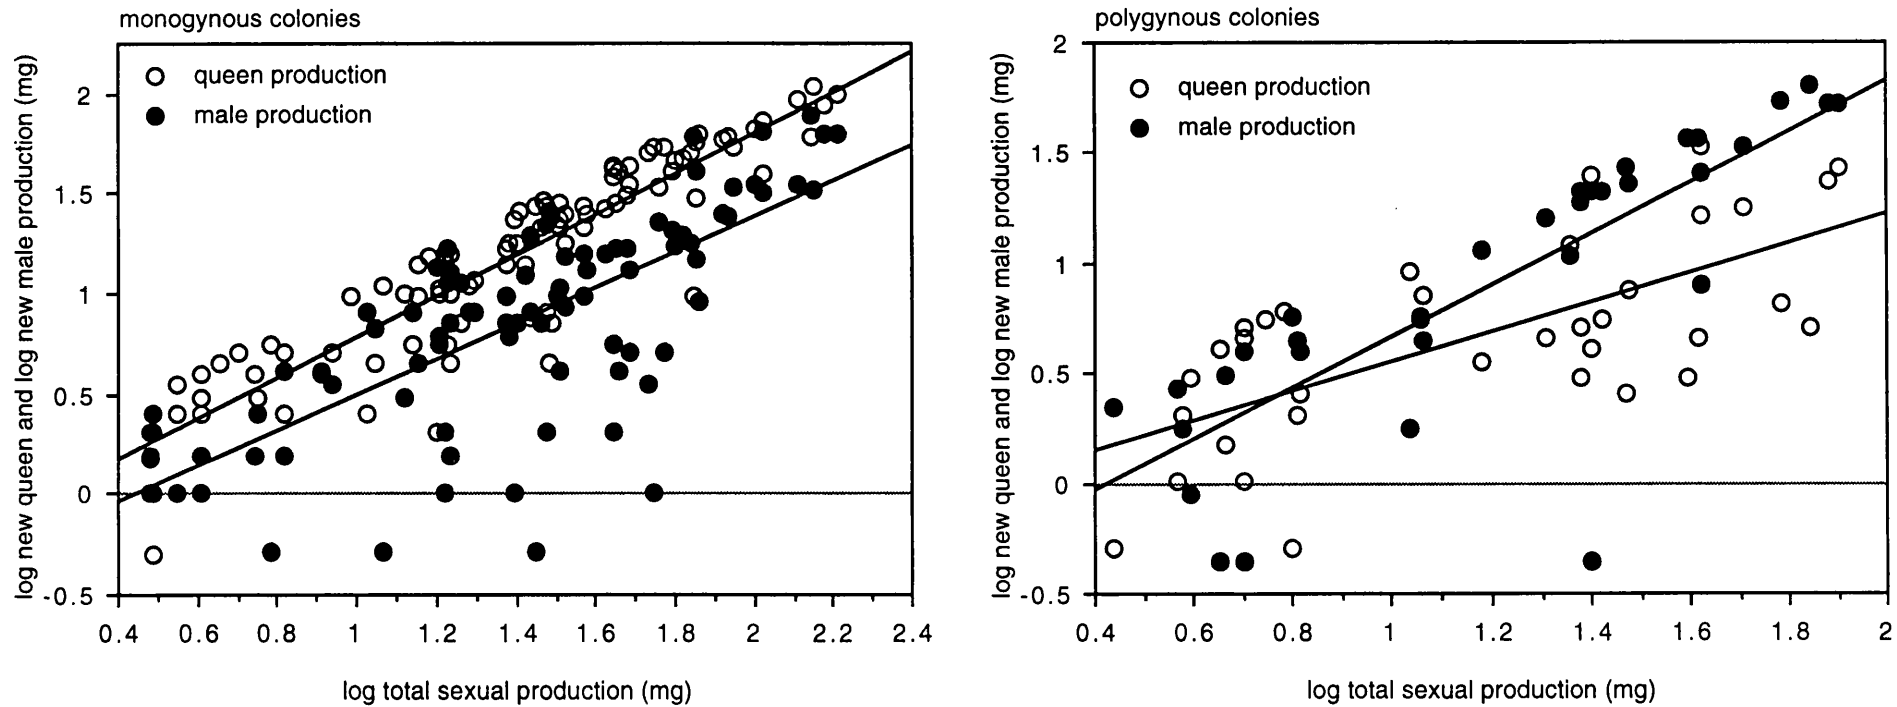 monogynous colonies
log new queen and log new male production (mg)
queen production
male production
2
1.5
1
0.5
0
-0.5
0.4 0.6 0.8 1 1.2 1.4 1.6 1.8 2 2.2 2.4
log total sexual production (mg)
polygynous colonies
log new queen and log new male production (mg)
queen production
male production
2
1.5
1
0.5
0
-0.5
0.4 0.6 0.8 1 1.2 1.4 1.6 1.8 2
log total sexual production (mg)